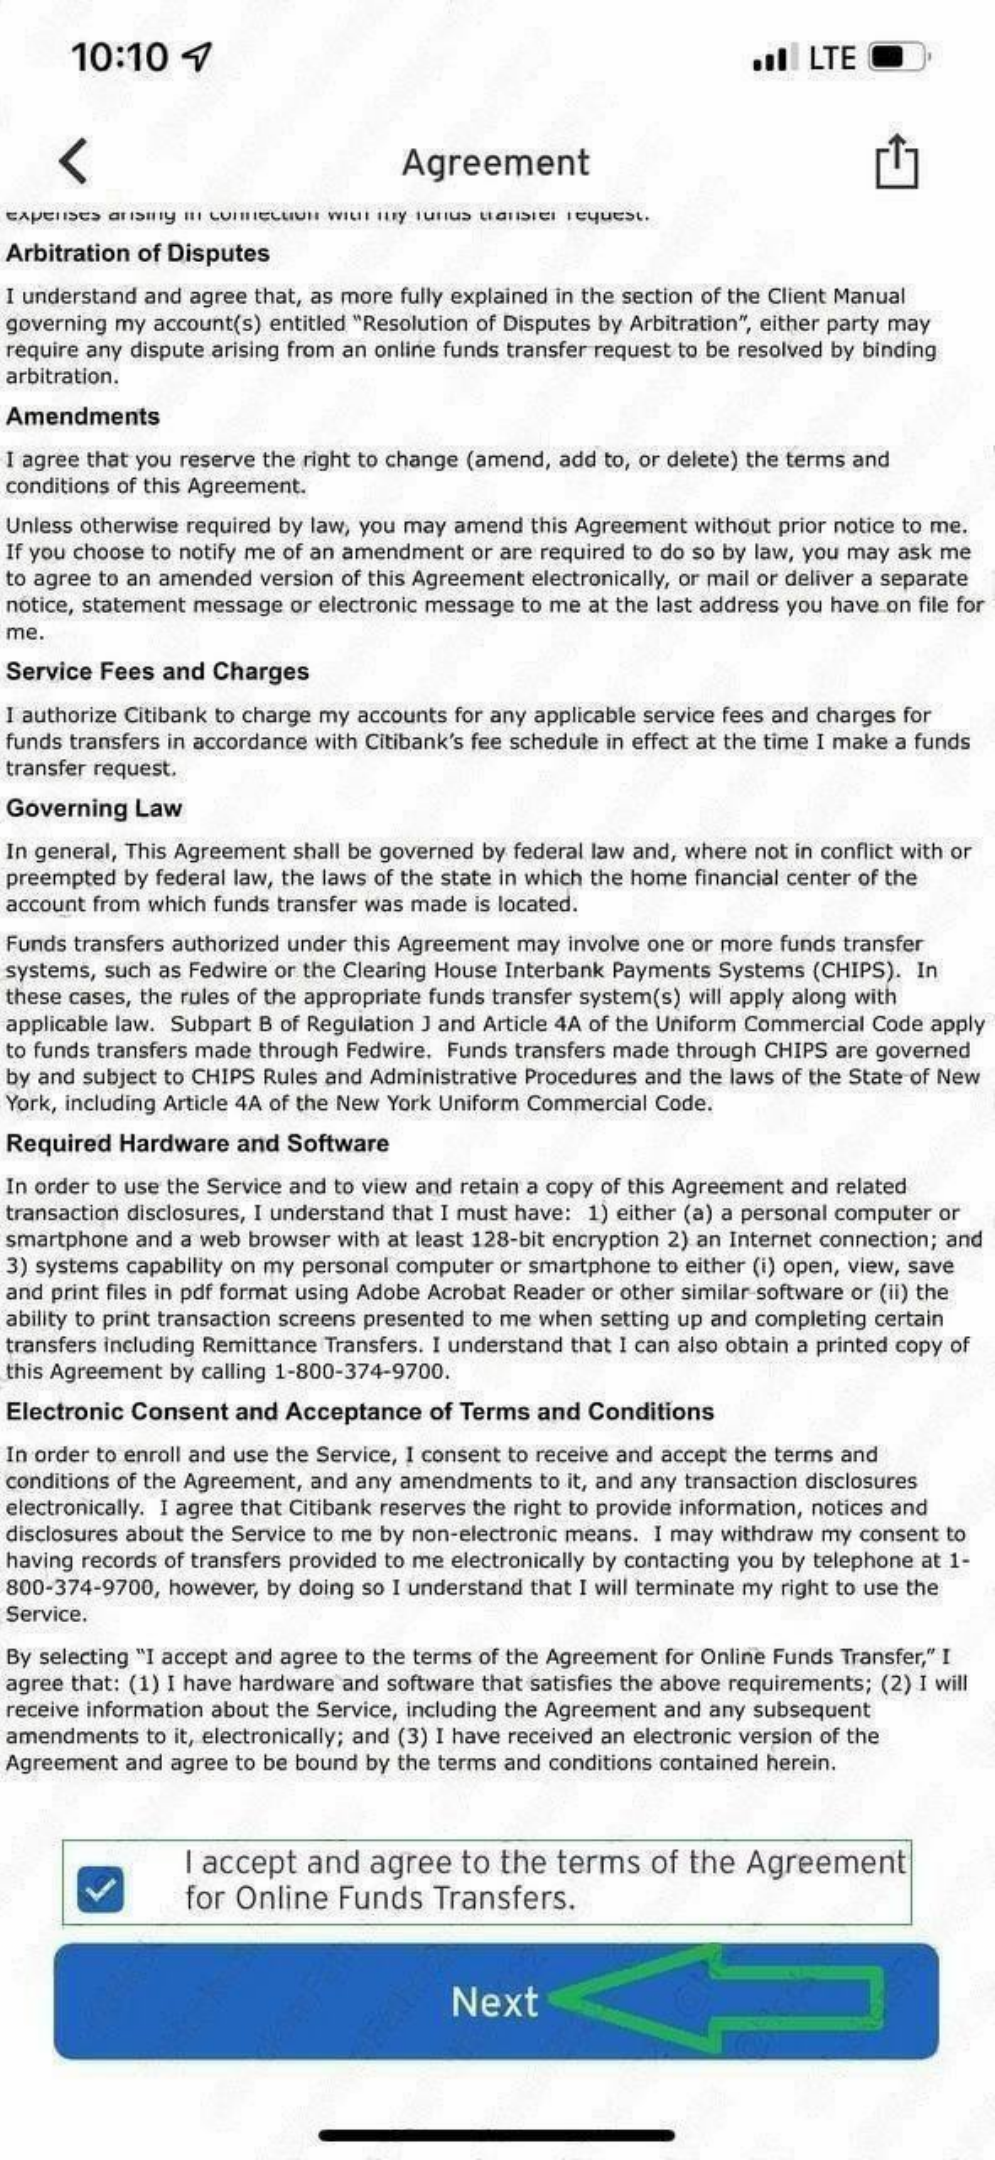 10:10
LTE
Agreement
expenses arising in connection with my funds transfer request.
Arbitration of Disputes
I understand and agree that, as more fully explained in the section of the Client Manual
governing my account(s) entitled "Resolution of Disputes by Arbitration", either party may
require any dispute arising from an online funds transfer request to be resolved by binding
arbitration.
Amendments
I agree that you reserve the right to change (amend, add to, or delete) the terms and
conditions of this Agreement.
Unless otherwise required by law, you may amend this Agreement without prior notice to me.
If you choose to notify me of an amendment or are required to do so by law, you may ask me
to agree to an amended version of this Agreement electronically, or mail or deliver a separate
notice, statement message or electronic message to me at the last address you have on file for
me.
Service Fees and Charges
I authorize Citibank to charge my accounts for any applicable service fees and charges for
funds transfers in accordance with Citibank's fee schedule in effect at the time I make a funds
transfer request.
Governing Law
In general, This Agreement shall be governed by federal law and, where not in conflict with or
preempted by federal law, the laws of the state in which the home financial center of the
account from which funds transfer was made is located.
Funds transfers authorized under this Agreement may involve one or more funds transfer
systems, such as Fedwire or the Clearing House Interbank Payments Systems (CHIPS).  In
these cases, the rules of the appropriate funds transfer system(s) will apply along with
applicable law.  Subpart B of Regulation J and Article 4A of the Uniform Commercial Code apply
to funds transfers made through Fedwire.  Funds transfers made through CHIPS are governed
by and subject to CHIPS Rules and Administrative Procedures and the laws of the State of New
York, including Article 4A of the New York Uniform Commercial Code.
Required Hardware and Software
In order to use the Service and to view and retain a copy of this Agreement and related
transaction disclosures, I understand that I must have:  1) either (a) a personal computer or
smartphone and a web browser with at least 128-bit encryption 2) an Internet connection; and
3) systems capability on my personal computer or smartphone to either (i) open, view, save
and print files in pdf format using Adobe Acrobat Reader or other similar software or (ii) the
ability to print transaction screens presented to me when setting up and completing certain
transfers including Remittance Transfers. I understand that I can also obtain a printed copy of
this Agreement by calling 1-800-374-9700.
Electronic Consent and Acceptance of Terms and Conditions
In order to enroll and use the Service, I consent to receive and accept the terms and
conditions of the Agreement, and any amendments to it, and any transaction disclosures
electronically.  I agree that Citibank reserves the right to provide information, notices and
disclosures about the Service to me by non-electronic means.  I may withdraw my consent to
having records of transfers provided to me electronically by contacting you by telephone at 1-
800-374-9700, however, by doing so I understand that I will terminate my right to use the
Service.
By selecting "I accept and agree to the terms of the Agreement for Online Funds Transfer," I
agree that: (1) I have hardware and software that satisfies the above requirements; (2) I will
receive information about the Service, including the Agreement and any subsequent
amendments to it, electronically; and (3) I have received an electronic version of the
Agreement and agree to be bound by the terms and conditions contained herein.
I accept and agree to the terms of the Agreement
for Online Funds Transfers.
Next